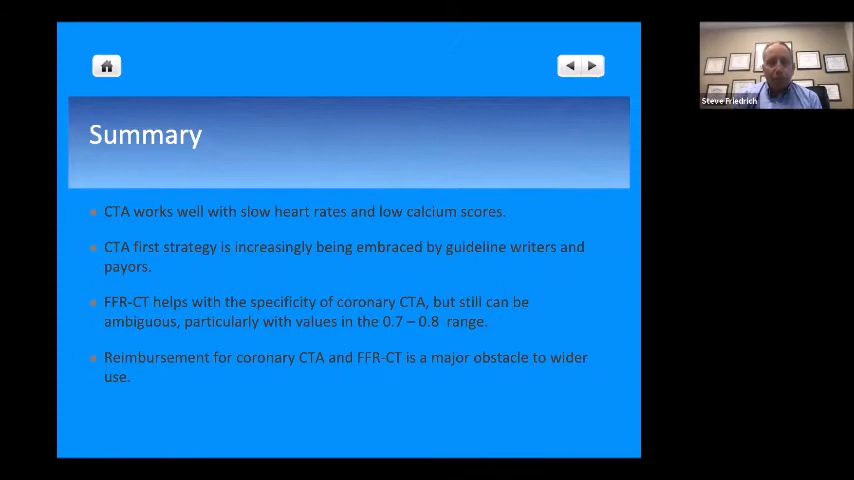 Summary
CTA works well with slow heart rates and low calcium scores.
CTA first strategy is increasingly being embraced by guideline writers and
payors.
FFR-CT helps with the specificity of coronary CTA, but still can be
ambiguous, particularly with values in the 0.7 – 0.8 range.
Reimbursement for coronary CTA and FFR-CT is a major obstacle to wider
use.
Steve Friedrich